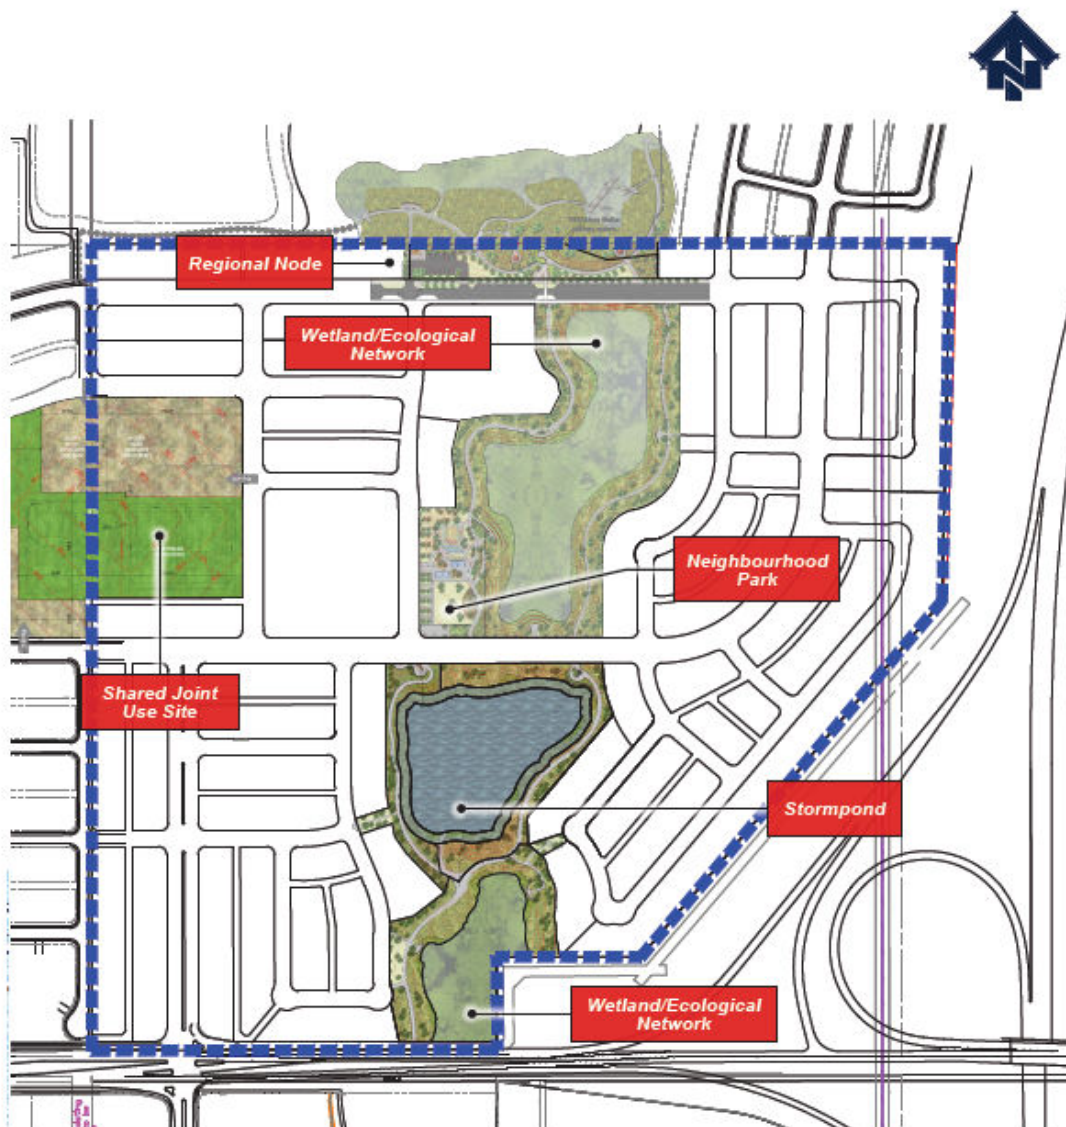 N
Regional Node
Wetland/Ecological
Network
Neighbourhood
Park
Shared Joint
Use Site
Stormpond
Wetland/Ecological
Network